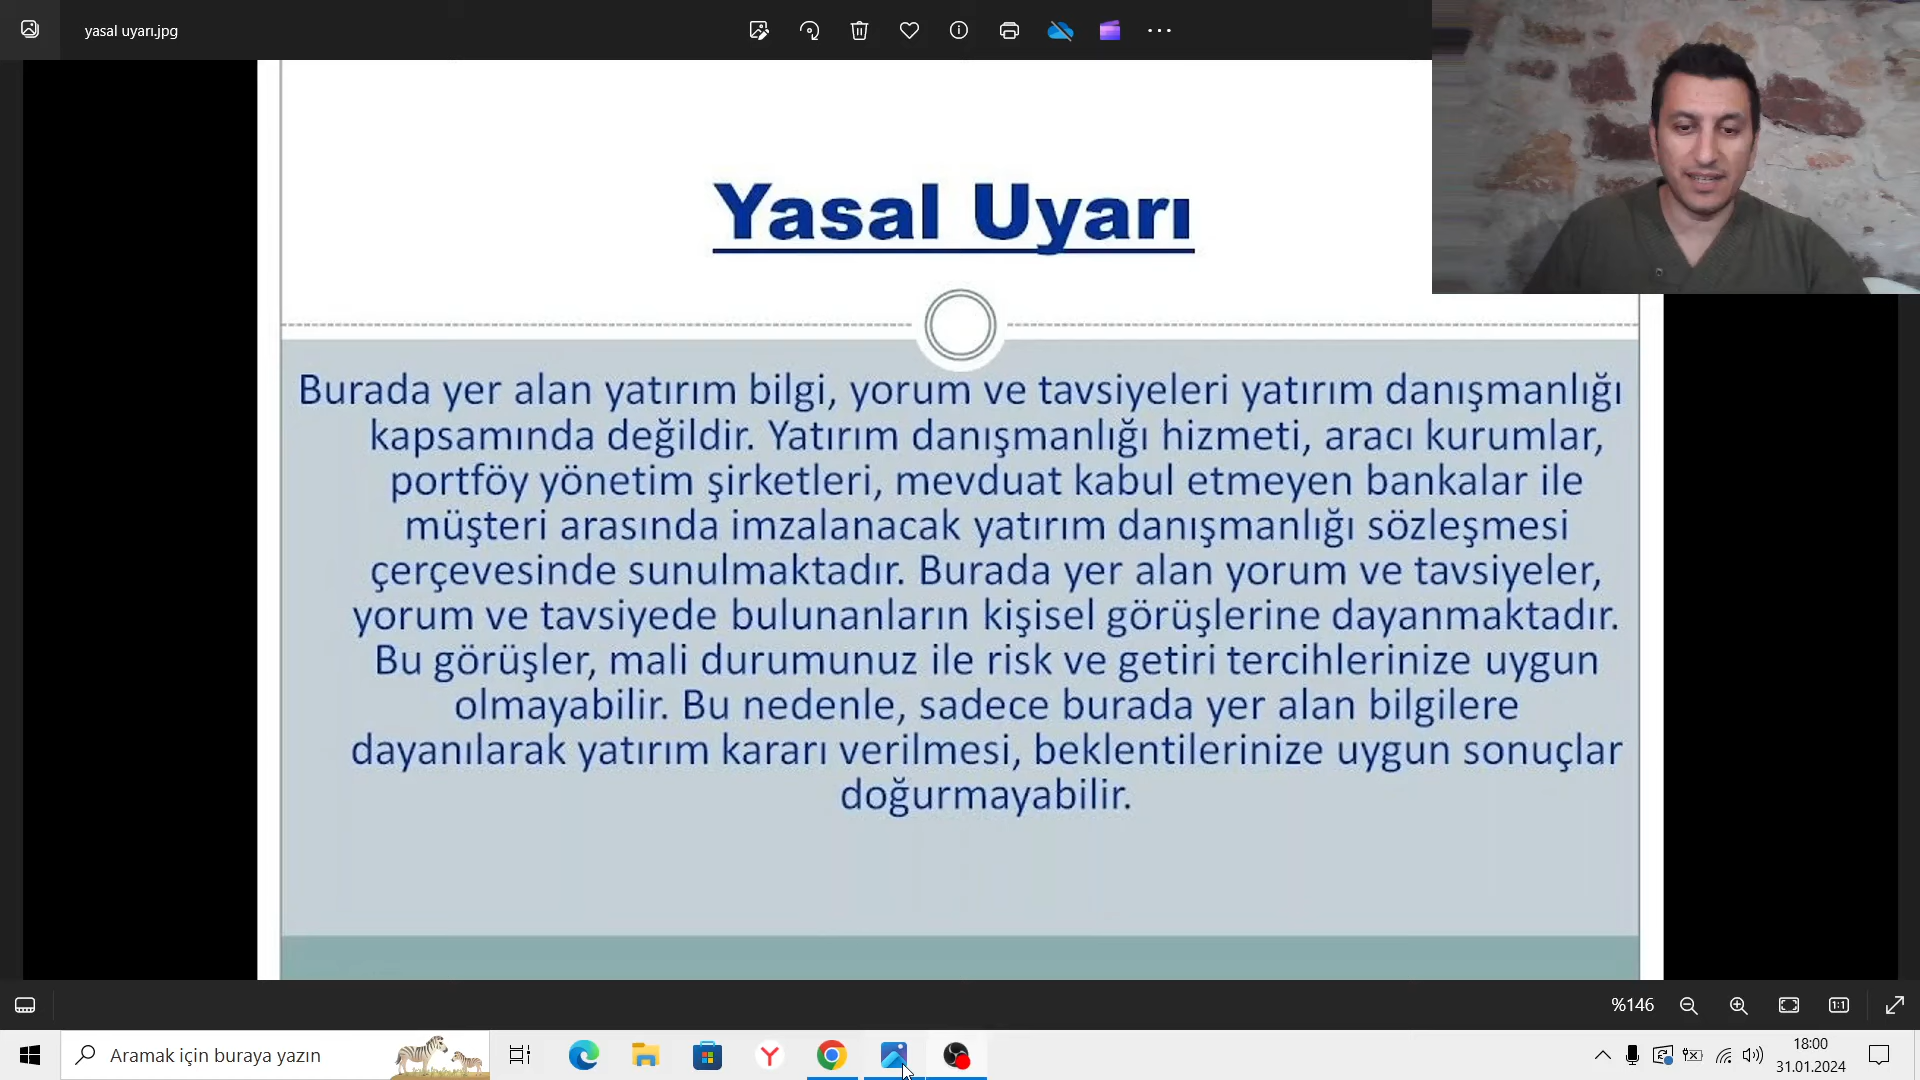 yasal uyarı.jpg
Yasal Uyarı
Burada yer alan yatırım bilgi, yorum ve tavsiyeleri yatırım danışmanlığı
kapsamında değildir. Yatırım danışmanlığı hizmeti, aracı kurumlar,
portföy yönetim şirketleri, mevduat kabul etmeyen bankalar ile
müşteri arasında imzalanacak yatırım danışmanlığı sözleşmesi
çerçevesinde sunulmaktadır. Burada yer alan yorum ve tavsiyeler,
yorum ve tavsiyede bulunanların kişisel görüşlerine dayanmaktadır.
Bu görüşler, mali durumunuz ile risk ve getiri tercihlerinize uygun
olmayabilir. Bu nedenle, sadece burada yer alan bilgilere
dayanılarak yatırım kararı verilmesi, beklentilerinize uygun sonuçlar
doğurmayabilir.
%146
1:1
Aramak için buraya yazın
18:00
31.01.2024